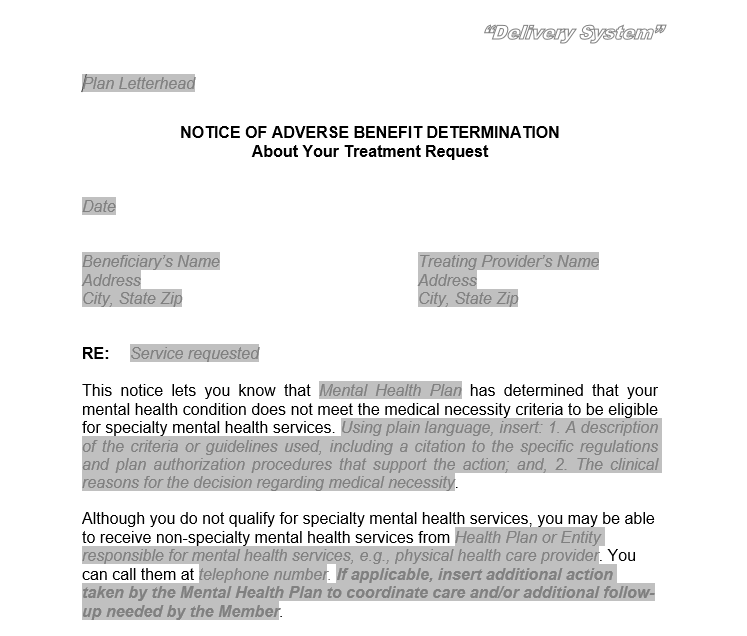 “Delivery System”
Plan Letterhead
NOTICE OF ADVERSE BENEFIT DETERMINATION
About Your Treatment Request
Date
Beneficiary’s Name
Address
City, State Zip
Treating Provider’s Name
Address
City, State Zip
RE: Service requested
This notice lets you know that Mental Health Plan has determined that your
mental health condition does not meet the medical necessity criteria to be eligible
for specialty mental health services. Using plain language, insert: 1. A description
of the criteria or guidelines used, including a citation to the specific regulations
and plan authorization procedures that support the action; and, 2. The clinical
reasons for the decision regarding medical necessity.
Although you do not qualify for specialty mental health services, you may be able
to receive non-specialty mental health services from Health Plan or Entity
responsible for mental health services, e.g., physical health care provider. You
can call them at telephone number. If applicable, insert additional action
taken by the Mental Health Plan to coordinate care and/or additional follow-
up needed by the Member.